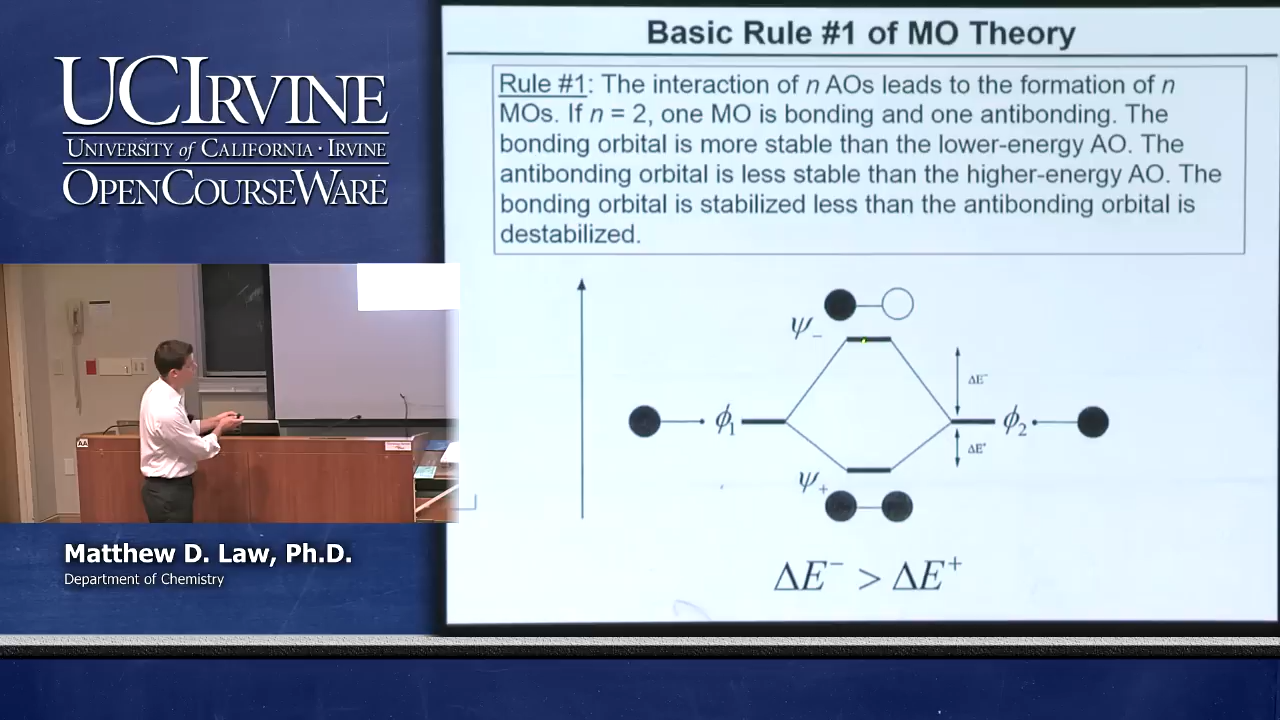 UCIRVINE
UNIVERSITY of CALIFORNIA · IRVINE
OPENCOURSEWARE
Matthew D. Law, Ph.D.
Department of Chemistry
AA
Basic Rule #1 of MO Theory
Rule #1: The interaction of n AOs leads to the formation of n
MOs. If n = 2, one MO is bonding and one antibonding. The
bonding orbital is more stable than the lower-energy AO. The
antibonding orbital is less stable than the higher-energy AO. The
bonding orbital is stabilized less than the antibonding orbital is
destabilized.
ψ₋
ΔE⁻
ϕ₁
ϕ₂
ΔE⁺
ψ₊
ΔE⁻ > ΔE⁺